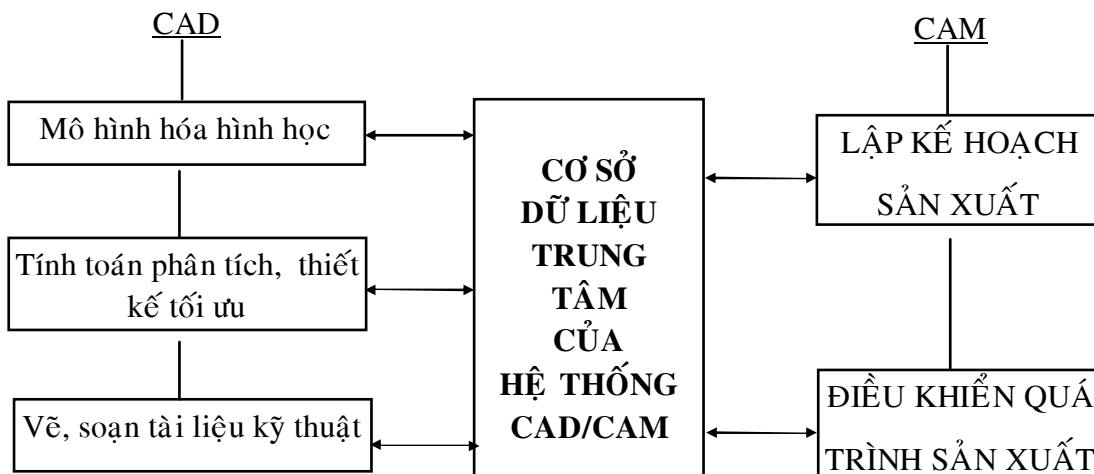 CAD
Mô hình hóa hình học
Tính toán phân tích, thiết
kế tối ưu
Vẽ, soạn tài liệu kỹ thuật
CƠ SỞ
DỮ LIỆU
TRUNG
TÂM
CỦA
HỆ THỐNG
CAD/CAM
CAM
LẬP KẾ HOẠCH
SẢN XUẤT
ĐIỀU KHIỂN QUÁ
TRÌNH SẢN XUẤT